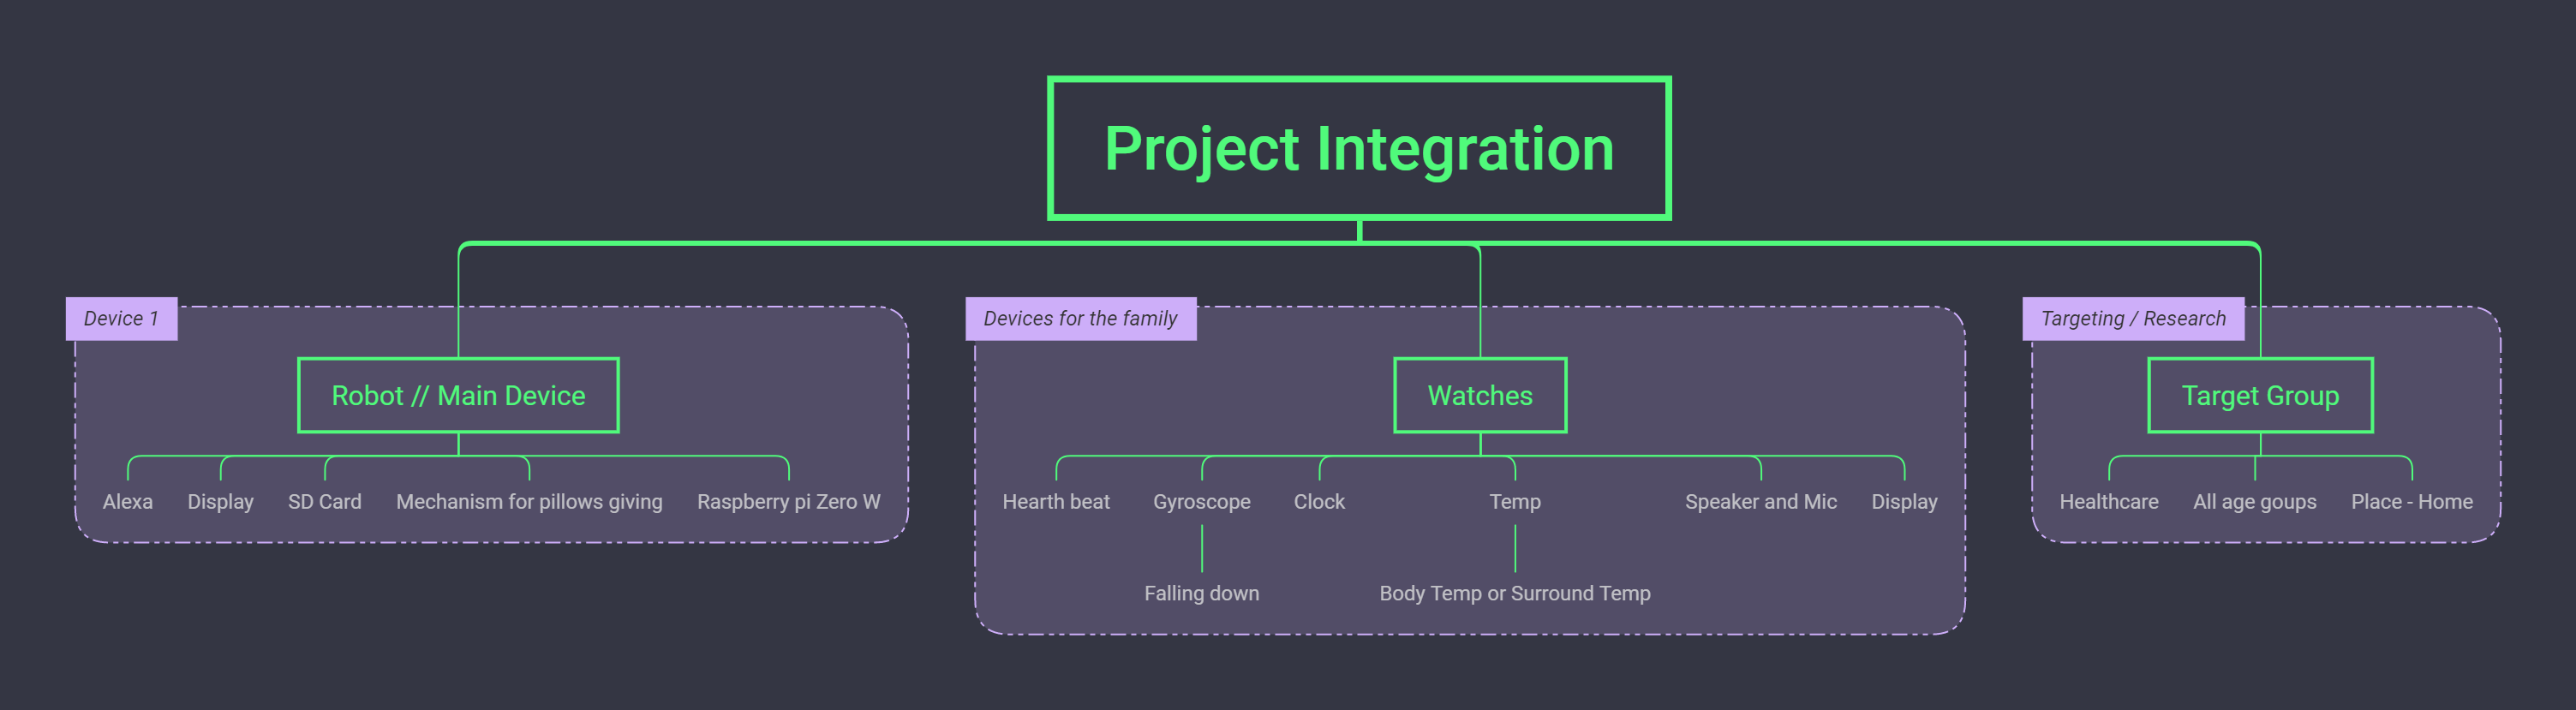 Project Integration
Device 1
Devices for the family
Targeting / Research
Robot // Main Device
Watches
Target Group
Alexa
Display
SD Card
Mechanism for pillows giving
Raspberry pi Zero W
Hearth beat
Gyroscope
Clock
Temp
Speaker and Mic
Display
Healthcare
All age goups
Place - Home
Falling down
Body Temp or Surround Temp